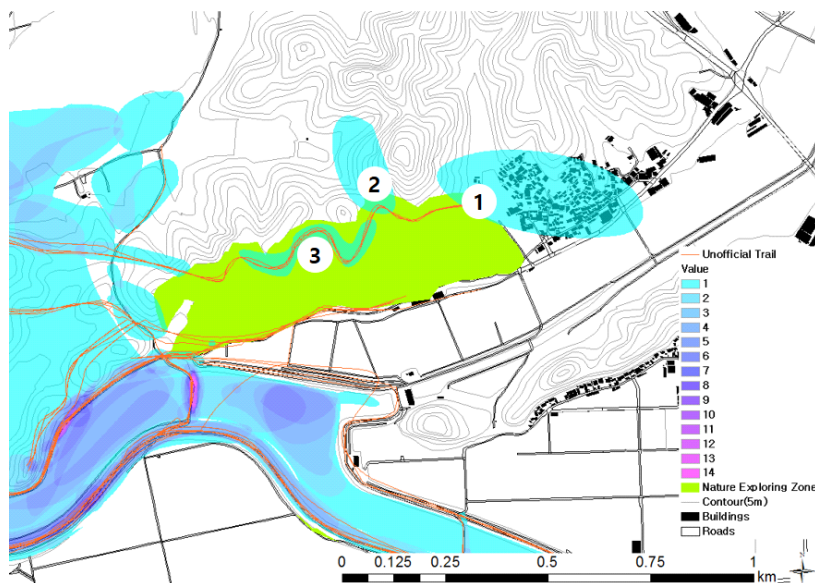 1
2
3
Unofficial Trail
Value
1
2
3
4
5
6
7
8
9
10
11
12
13
14
Nature Exploring Zone
Contour(5m)
Buildings
Roads
0 0.125 0.25 0.5 0.75 1
km